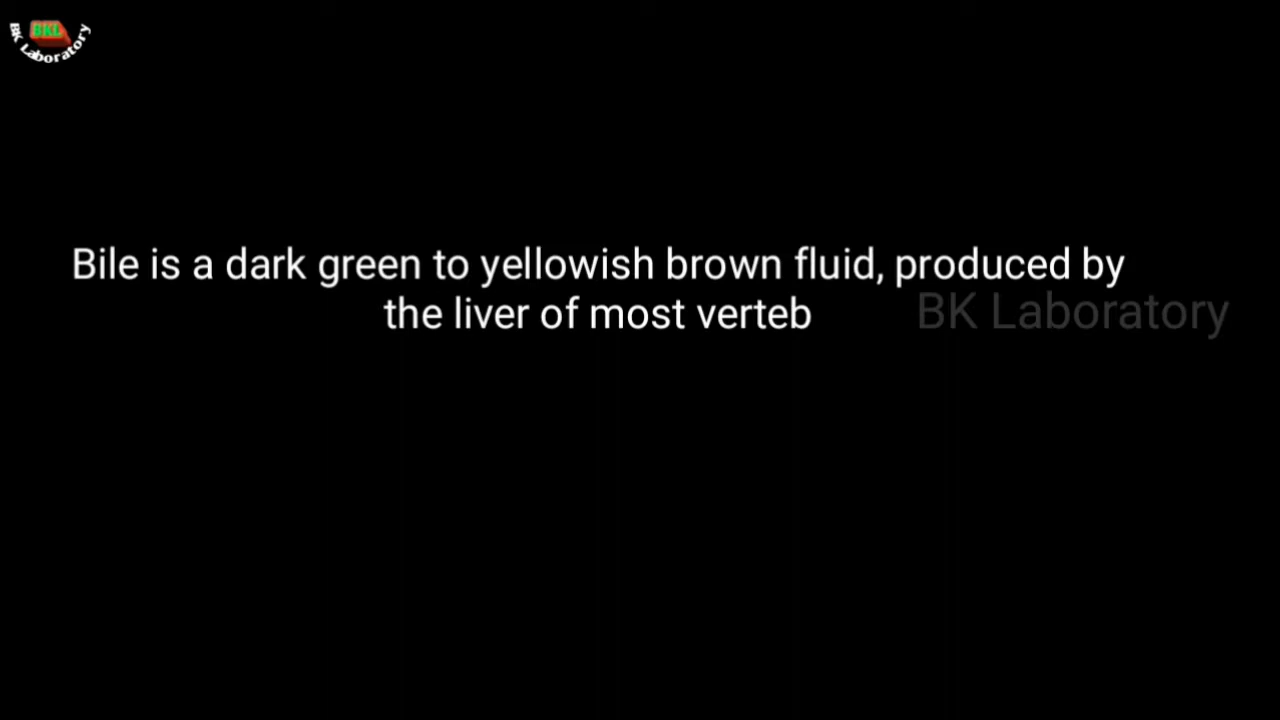 BKL
BK Laboratory
Bile is a dark green to yellowish brown fluid, produced by
the liver of most verteb
BK Laboratory